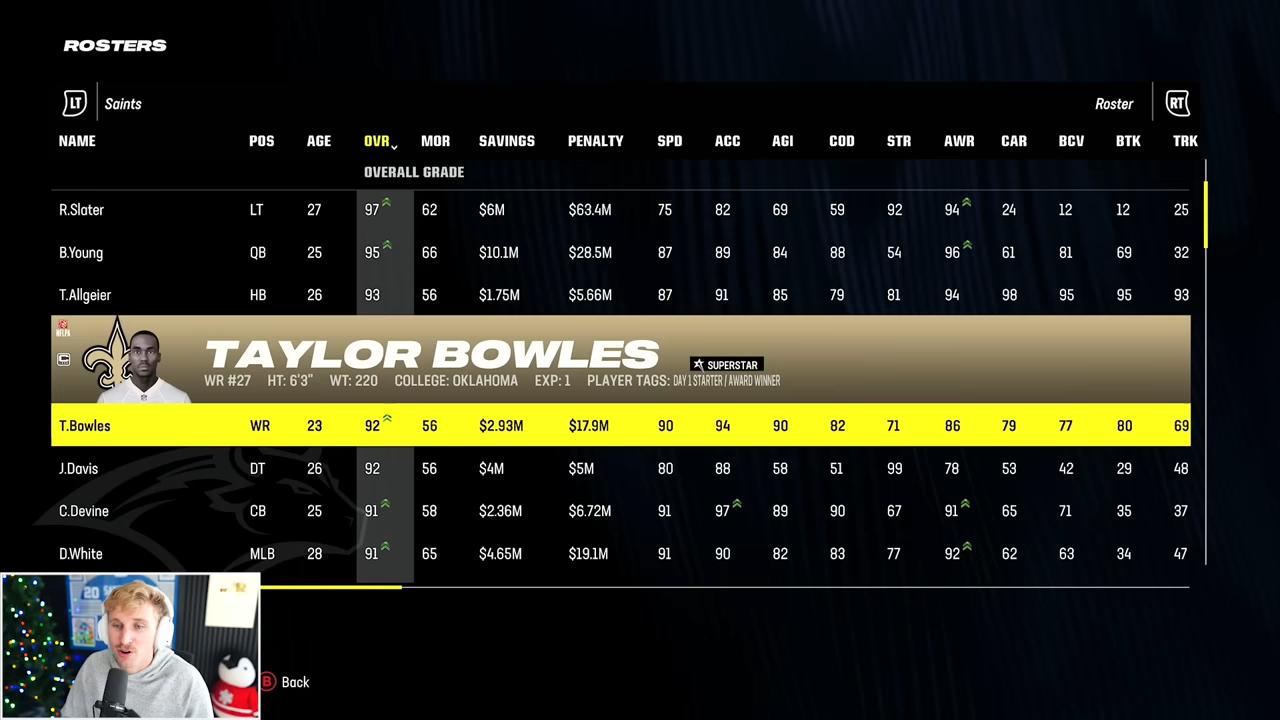 ROSTERS
LT Saints Roster RT
NAME POS AGE OVR MOR SAVINGS PENALTY SPD ACC AGI COD STR AWR CAR BCV BTK TRK
OVERALL GRADE
R.Slater LT 27 97 62 $6M $63.4M 75 82 69 59 92 94 24 12 12 25
B.Young QB 25 95 66 $10.1M $28.5M 87 89 84 88 54 96 61 81 69 32
T.Allgeier HB 26 93 56 $1.75M $5.66M 87 91 85 79 81 94 98 95 95 93
NFLPA
TAYLOR BOWLES SUPERSTAR
WR #27 HT: 6'3" WT: 220 COLLEGE: OKLAHOMA EXP: 1 PLAYER TAGS: DAY 1 STARTER / AWARD WINNER
T.Bowles WR 23 92 56 $2.93M $17.9M 90 94 90 82 71 86 79 77 80 69
J.Davis DT 26 92 56 $4M $5M 80 88 58 51 99 78 53 42 29 48
C.Devine CB 25 91 58 $2.36M $6.72M 91 97 89 90 67 91 65 71 35 37
D.White MLB 28 91 65 $4.65M $19.1M 91 90 82 83 77 92 62 63 34 47
20
B Back